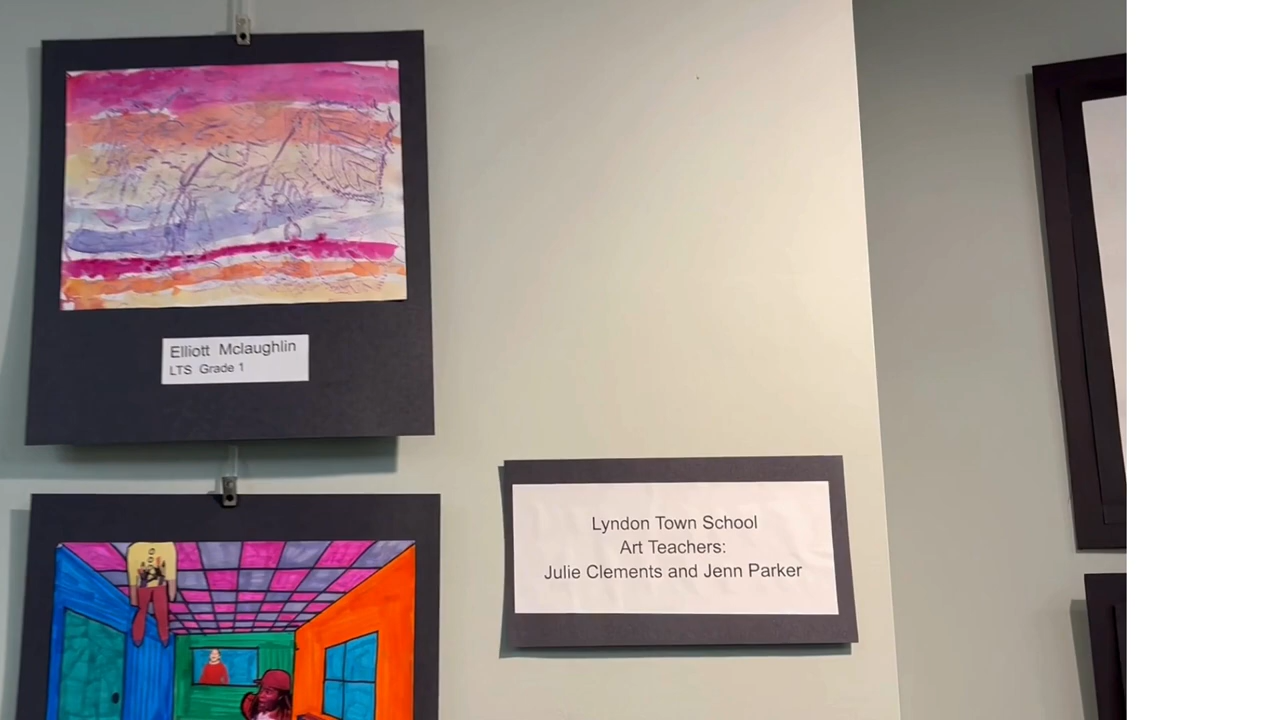 Elliott Mclaughlin
LTS Grade 1
Lyndon Town School
Art Teachers:
Julie Clements and Jenn Parker